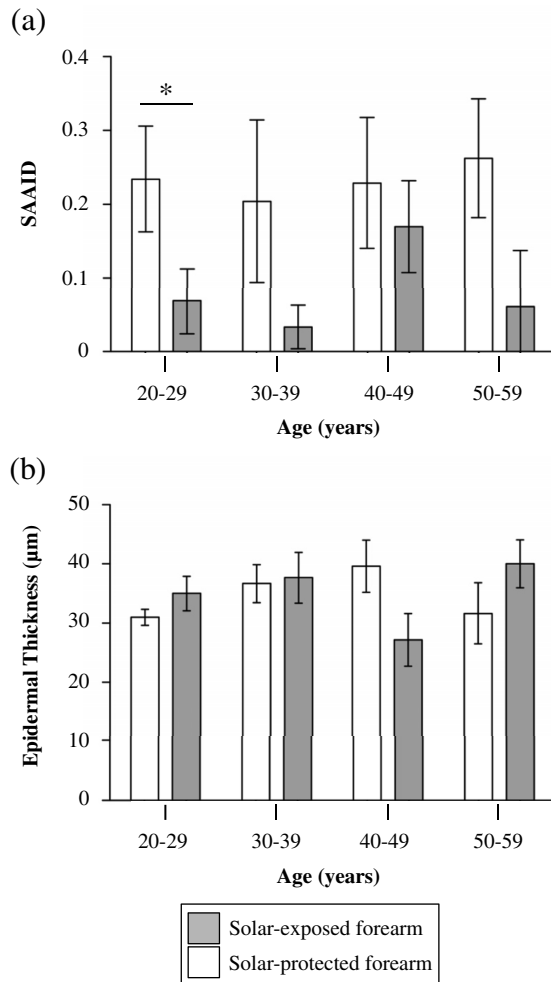 (a)
0.4
0.3
0.2
0.1
0
SAAID
*
20-29 30-39 40-49 50-59
Age (years)
(b)
50
40
30
20
10
0
Epidermal Thickness (μm)
20-29 30-39 40-49 50-59
Age (years)
Solar-exposed forearm
Solar-protected forearm